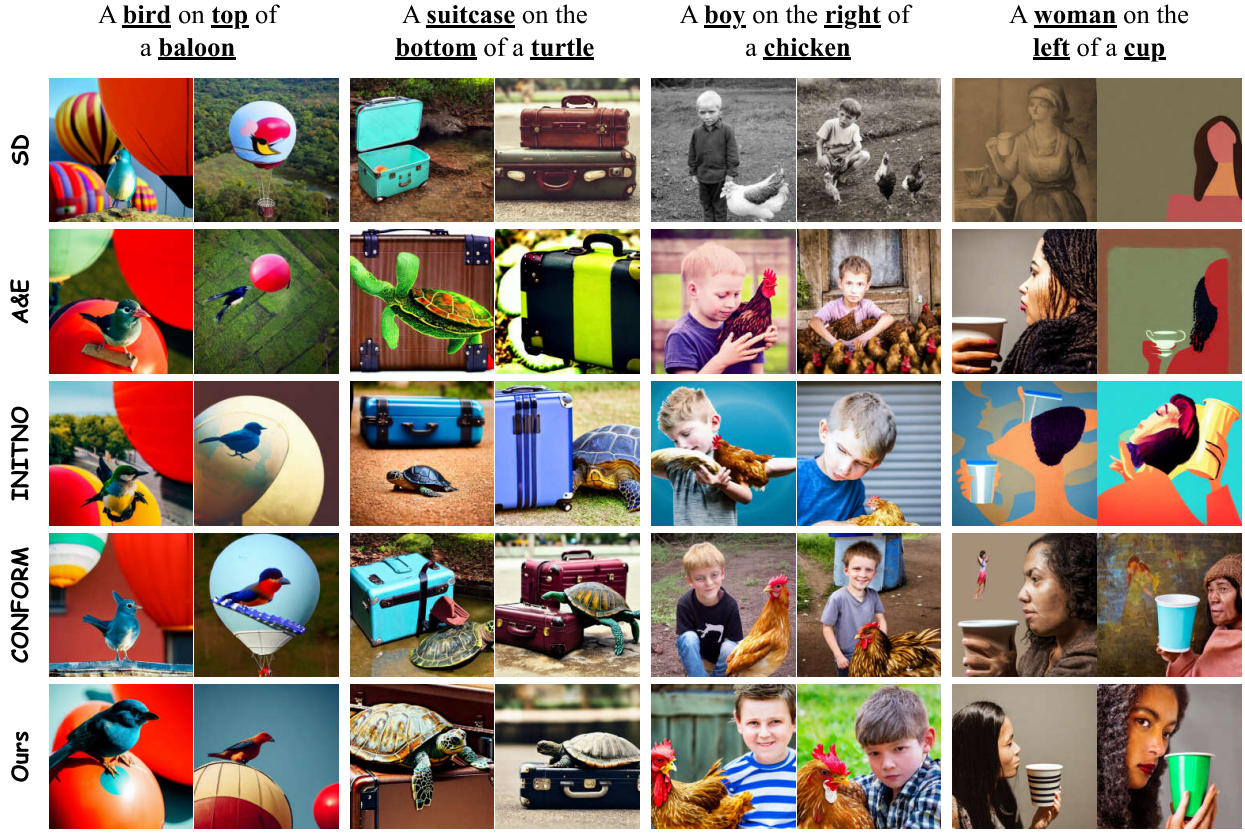 A bird on top of
a baloon
A suitcase on the
bottom of a turtle
A boy on the right of
a chicken
A woman on the
left of a cup
SD
A&E
INITNO
CONFORM
Ours